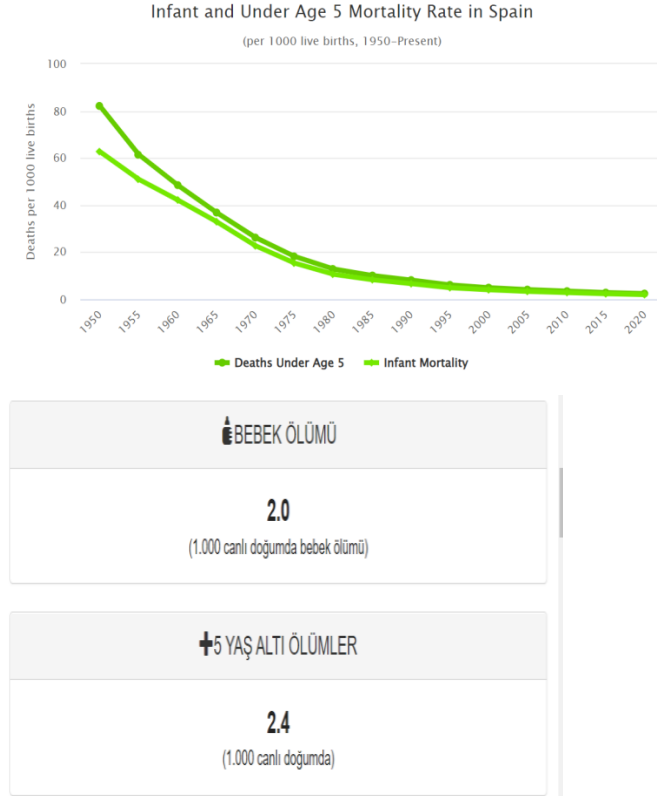 Infant and Under Age 5 Mortality Rate in Spain
(per 1000 live births, 1950-Present)
Deaths per 1000 live births
100
80
60
40
20
0
1950 1955 1960 1965 1970 1975 1980 1985 1990 1995 2000 2005 2010 2015 2020
Deaths Under Age 5 Infant Mortality
BEBEK ÖLÜMÜ
2.0
(1.000 canlı doğumda bebek ölümü)
5 YAŞ ALTI ÖLÜMLER
2.4
(1.000 canlı doğumda)